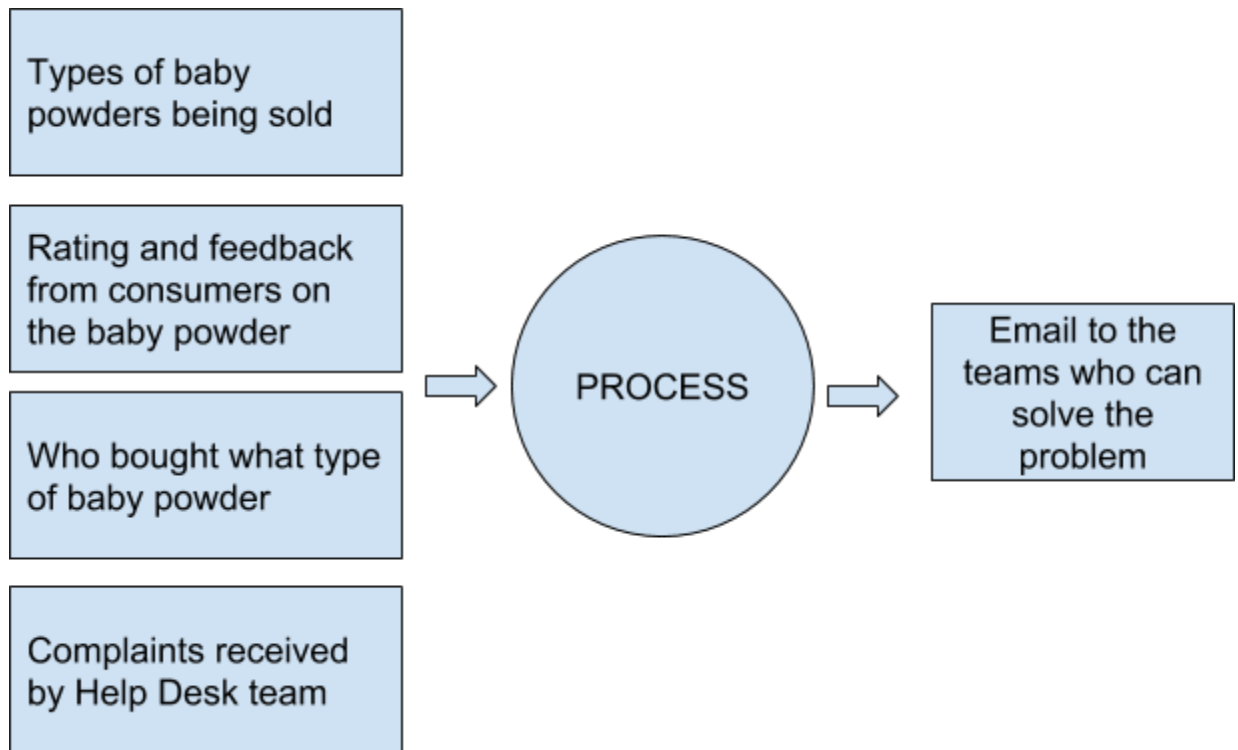 Types of baby
powders being sold
Rating and feedback
from consumers on
the baby powder
Who bought what type
of baby powder
Complaints received
by Help Desk team
PROCESS
Email to the
teams who can
solve the
problem